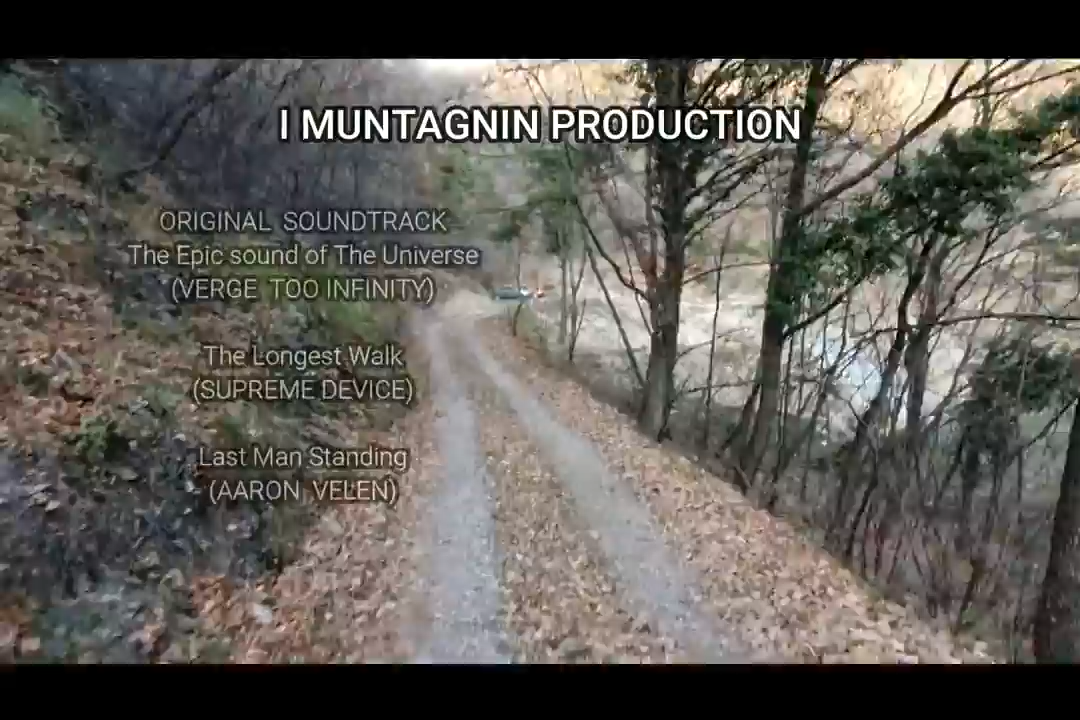 I MUNTAGNIN PRODUCTION
ORIGINAL SOUNDTRACK
The Epic sound of The Universe
(VERGE TOO INFINITY)
The Longest Walk
(SUPREME DEVICE)
Last Man Standing
(AARON VELEN)